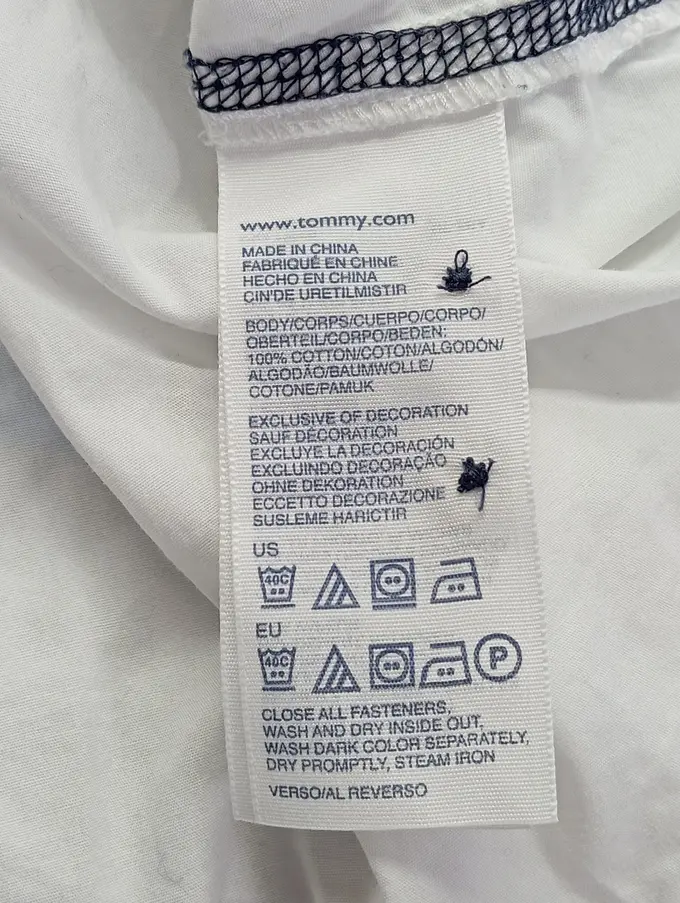 www.tommy.com
MADE IN CHINA
FABRIQUÉ EN CHINE
HECHO EN CHINA
CIN'DE URETILMISTIR
BODY/CORPS/CUERPO/CORPO/
OBERTEIL/CORPO/BEDEN:
100% COTTON/COTON/ALGODÓN/
ALGODÃO/BAUMWOLLE/
COTONE/PAMUK
EXCLUSIVE OF DECORATION
SAUF DÉCORATION
EXCLUYE LA DECORACIÓN
EXCLUINDO DECORAÇÃO
OHNE DEKORATION
ECCETTO DECORAZIONE
SUSLEME HARICTIR
US
40C
EU
40C P
CLOSE ALL FASTENERS,
WASH AND DRY INSIDE OUT,
WASH DARK COLOR SEPARATELY,
DRY PROMPTLY, STEAM IRON
VERSO/AL REVERSO